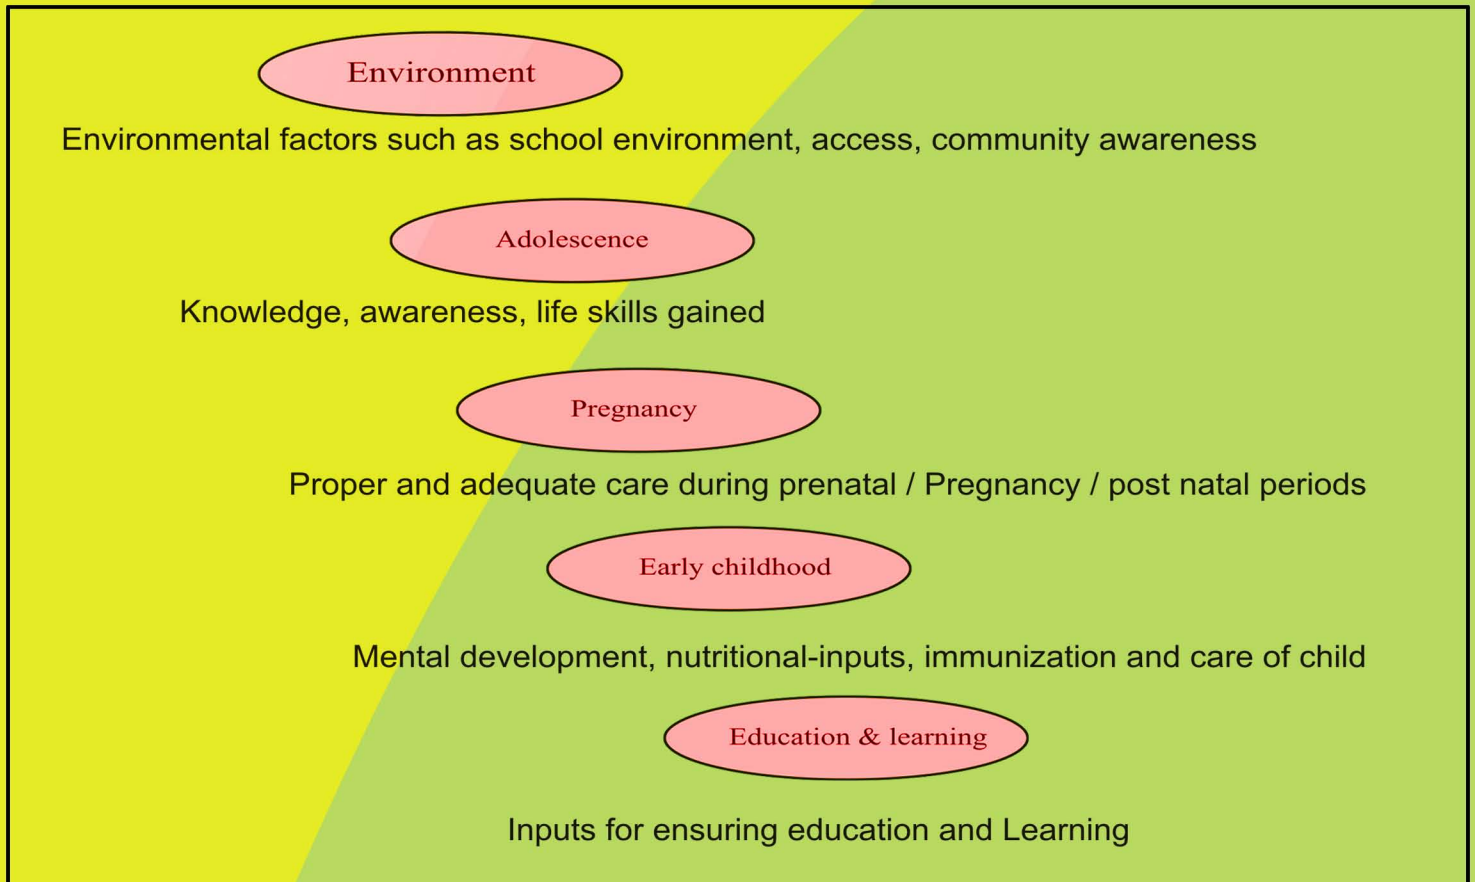 Environment
Environmental factors such as school environment, access, community awareness
Adolescence
Knowledge, awareness, life skills gained
Pregnancy
Proper and adequate care during prenatal / Pregnancy / post natal periods
Early childhood
Mental development, nutritional-inputs, immunization and care of child
Education & learning
Inputs for ensuring education and Learning